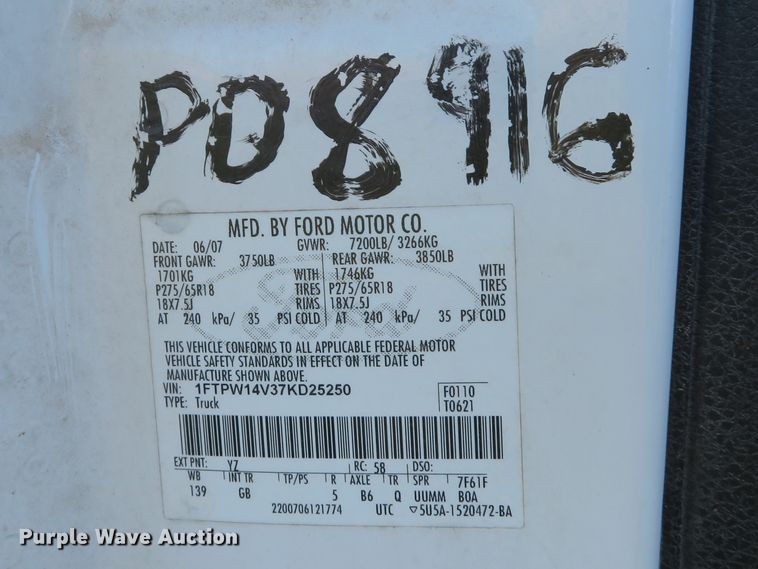 PD8916
MFD. BY FORD MOTOR CO.
DATE: 06/07 GVWR: 7200LB/ 3266KG
FRONT GAWR: 3750LB REAR GAWR: 3850LB
1701KG WITH 1746KG WITH
P275/65R18 TIRES P275/65R18 TIRES
18X7.5J RIMS 18X7.5J RIMS
AT 240 kPa/ 35 PSI COLD AT 240 kPa/ 35 PSI COLD
THIS VEHICLE CONFORMS TO ALL APPLICABLE FEDERAL MOTOR
VEHICLE SAFETY STANDARDS IN EFFECT ON THE DATE OF
MANUFACTURE SHOWN ABOVE.
VIN: 1FTPW14V37KD25250 F0110
TYPE: Truck T0621
EXT PNT: YZ RC: 58 DSO:
WB INT TR TP/PS R AXLE TR SPR 7F61F
139 GB 5 B6 Q UUMM BOA
2200706121774 UTC ▽5U5A-1520472-BA
Ford
Purple Wave Auction